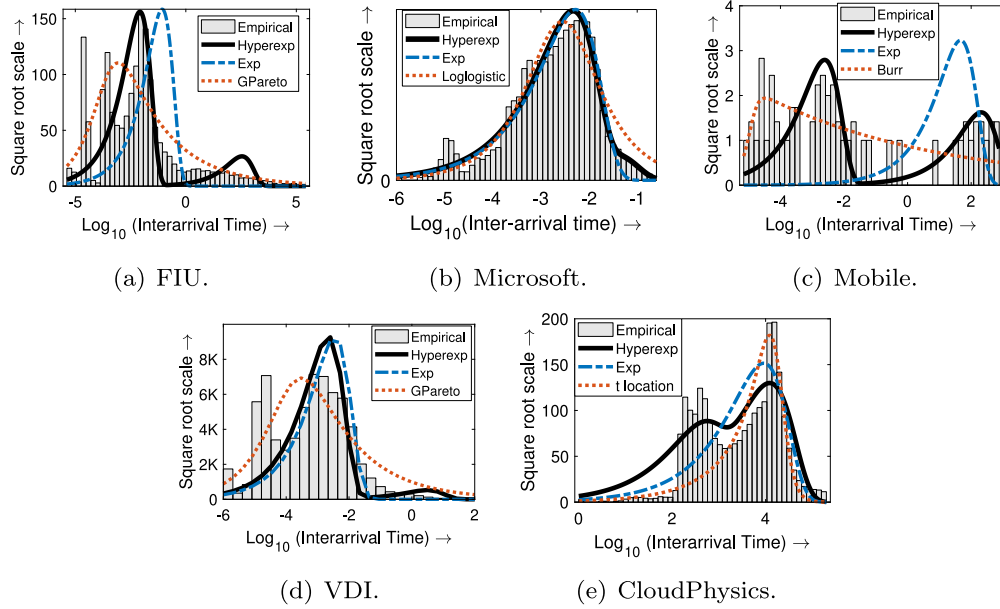 Square root scale →
150
100
50
0
-5
0
5
Log10 (Interarrival Time) →
Empirical
Hyperexp
Exp
GPareto
(a) FIU.
Square root scale →
0
-6
-5
-4
-3
-2
-1
Log10(Inter-arrival time) →
Empirical
Hyperexp
Exp
Loglogistic
(b) Microsoft.
Square root scale →
4
3
2
1
0
-4
-2
0
2
Log10 (Interarrival Time) →
Empirical
Hyperexp
Exp
Burr
(c) Mobile.
Square root scale →
8K
6K
4K
2K
0
-6
-4
-2
0
2
Log10 (Interarrival Time) →
Empirical
Hyperexp
Exp
GPareto
(d) VDI.
Square root scale →
200
150
100
50
0
0
2
4
Log10 (Interarrival Time) →
Empirical
Hyperexp
Exp
t location
(e) CloudPhysics.